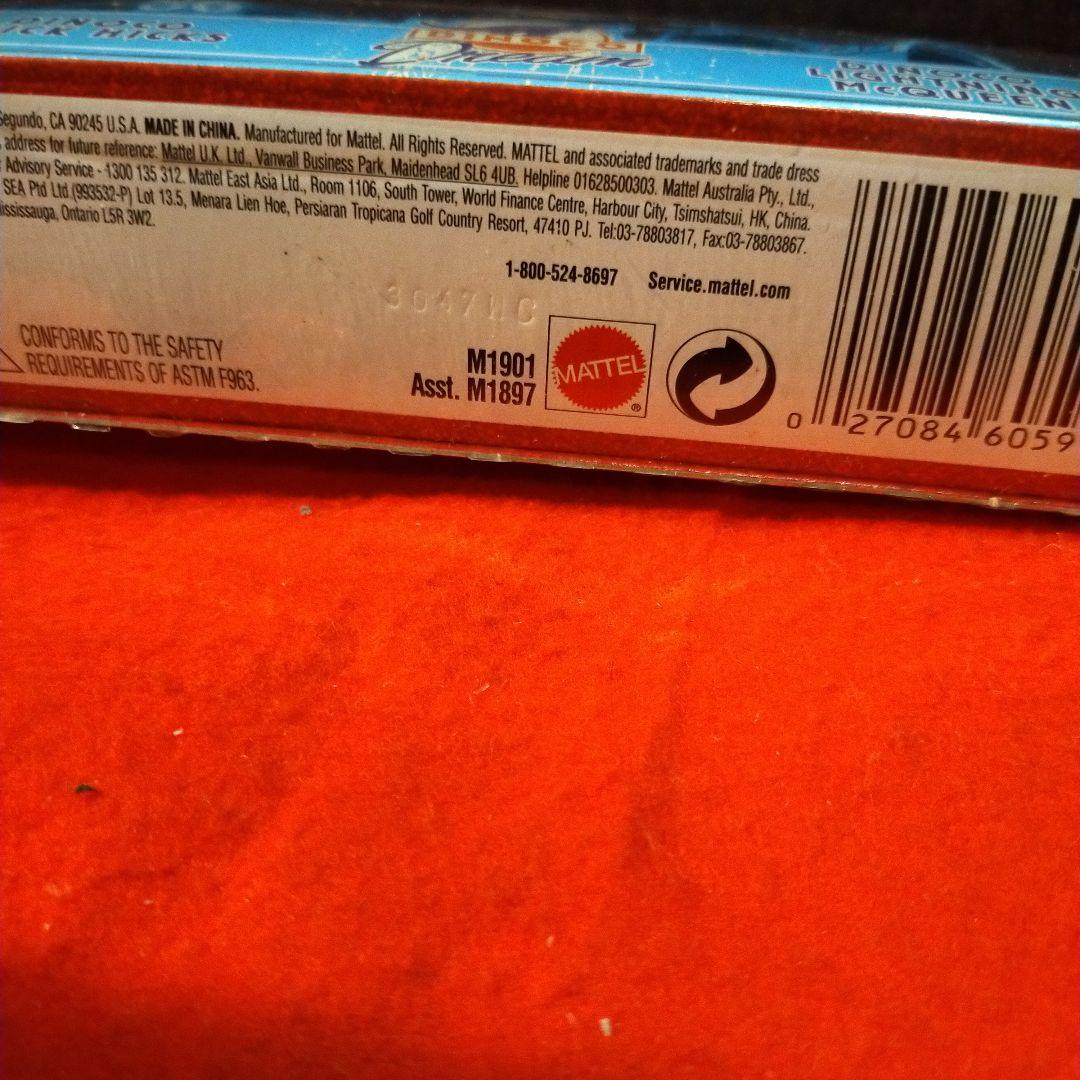 DINOCO
DINOCO
Dream
DINOCO
HICKS
LIGHTNING
McQUEEN
Segundo, CA 90245 U.S.A. MADE IN CHINA. Manufactured for Mattel. All Rights Reserved. MATTEL and associated trademarks and trade dress
address for future reference: Mattel U.K. Ltd., Vanwall Business Park, Maidenhead SL6 4UB. Helpline 01628500303. Mattel Australia Pty., Ltd.,
Advisory Service - 1300 135 312. Mattel East Asia Ltd., Room 1106, South Tower, World Finance Centre, Harbour City, Tsimshatsui, HK, China.
SEA Ptd Ltd.(993532-P) Lot 13.5, Menara Lien Hoe, Persiaran Tropicana Golf Country Resort, 47410 PJ. Tel:03-78803817, Fax:03-78803867.
ississauga, Ontario L5R 3W2.
1-800-524-8697 Service.mattel.com
CONFORMS TO THE SAFETY
REQUIREMENTS OF ASTM F963.
M1901
Asst. M1897
MATTEL
®
0 27084 6059